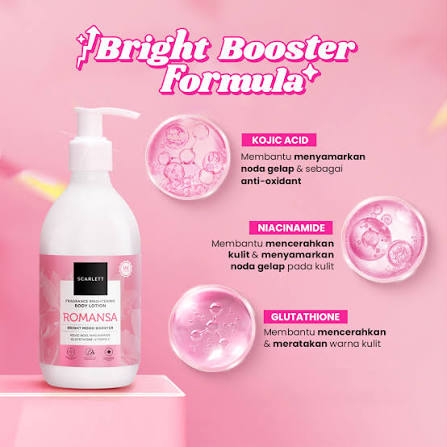 Bright Booster
Formula
KOJIC ACID
Membantu menyamarkan
noda gelap & sebagai
anti-oxidant
NIACINAMIDE
Membantu mencerahkan
kulit & menyamarkan
noda gelap pada kulit
GLUTATHIONE
Membantu mencerahkan
& meratakan warna kulit
SCARLETT
FRAGRANCE BRIGHTENING
BODY LOTION
ROMANSA
BRIGHT MOOD BOOSTER